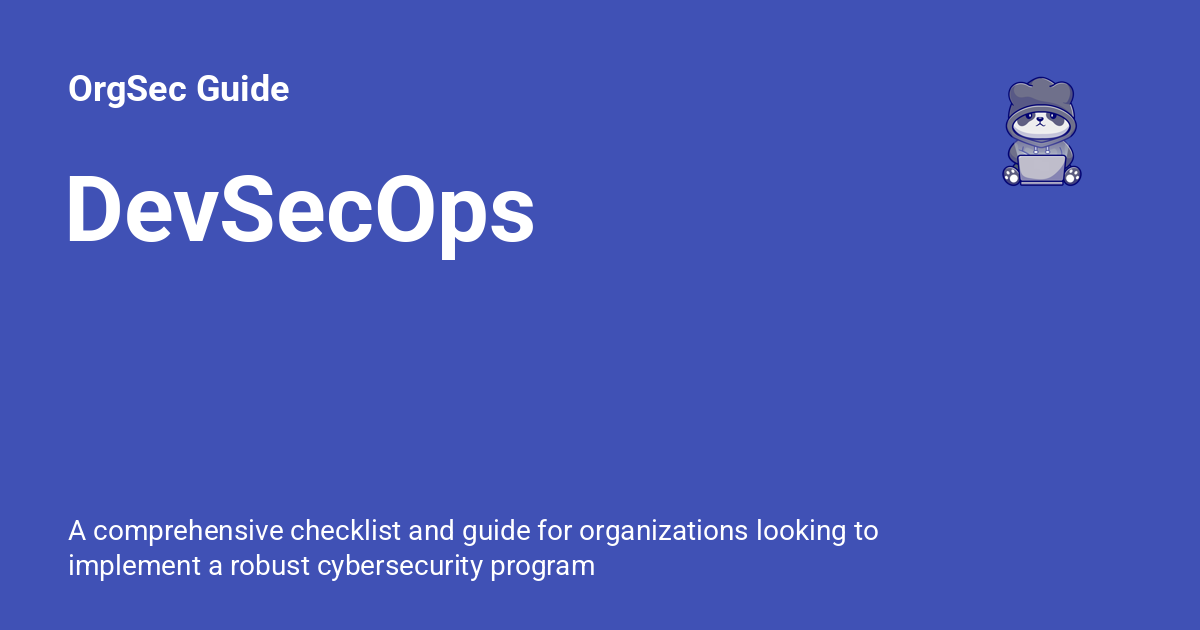 OrgSec Guide
DevSecOps
A comprehensive checklist and guide for organizations looking to
implement a robust cybersecurity program